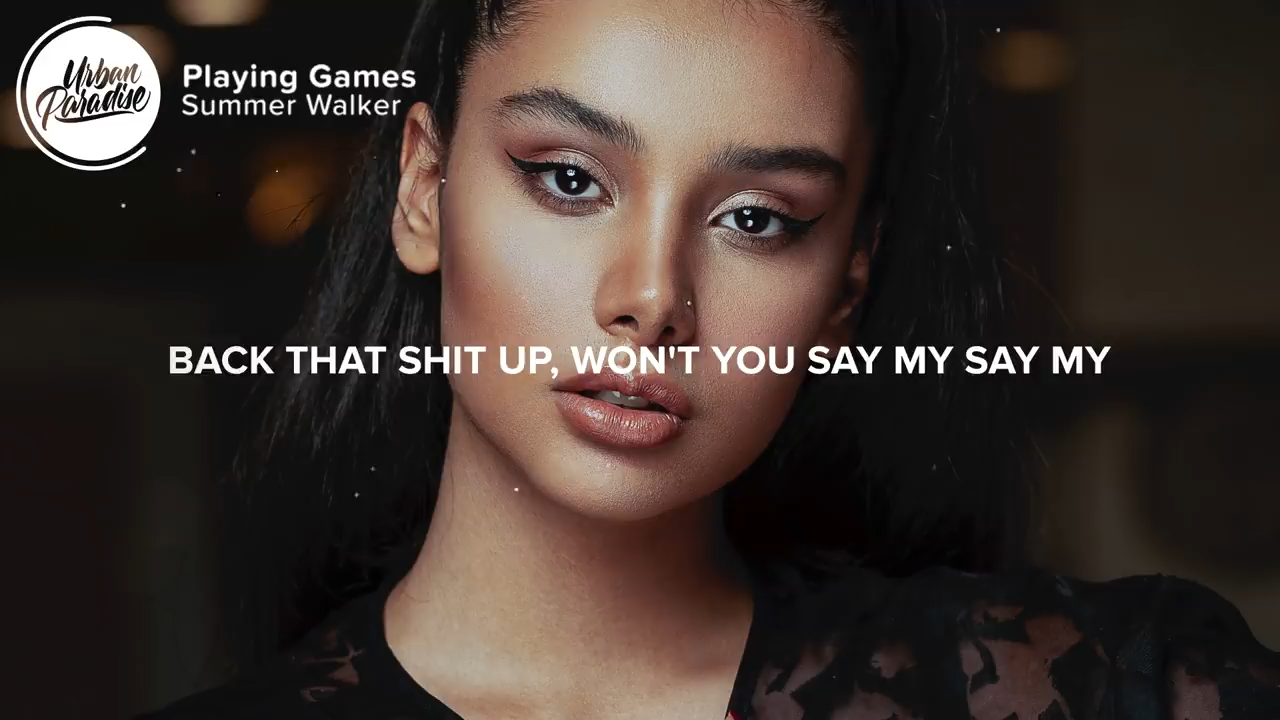 Urban
Paradise
Playing Games
Summer Walker
BACK THAT SHIT UP, WON'T YOU SAY MY SAY MY